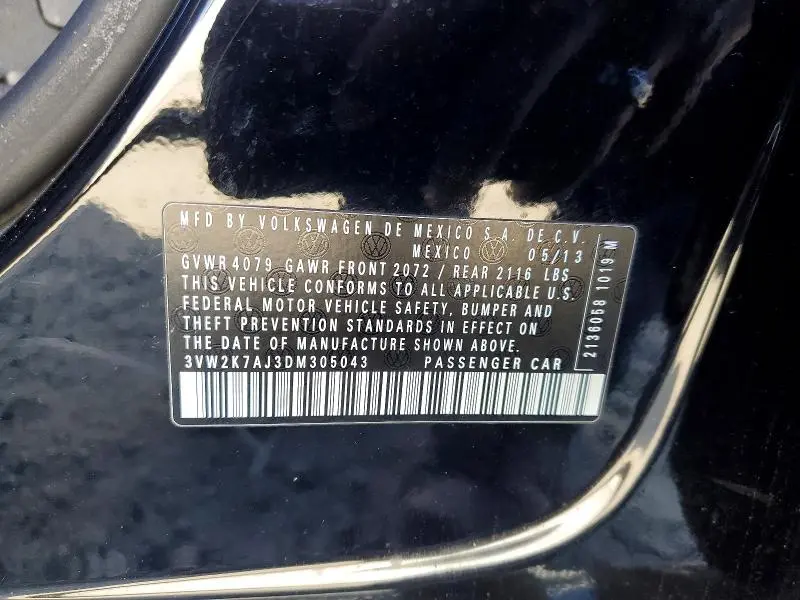 MFD BY VOLKSWAGEN DE MEXICO S.A. DE C.V.
MEXICO 05/13
GVWR 4079 GAWR FRONT 2072 / REAR 2116 LBS
THIS VEHICLE CONFORMS TO ALL APPLICABLE U.S.
FEDERAL MOTOR VEHICLE SAFETY, BUMPER AND
THEFT PREVENTION STANDARDS IN EFFECT ON
THE DATE OF MANUFACTURE SHOWN ABOVE.
3VW2K7AJ3DM305043 PASSENGER CAR
2136058 1019 M